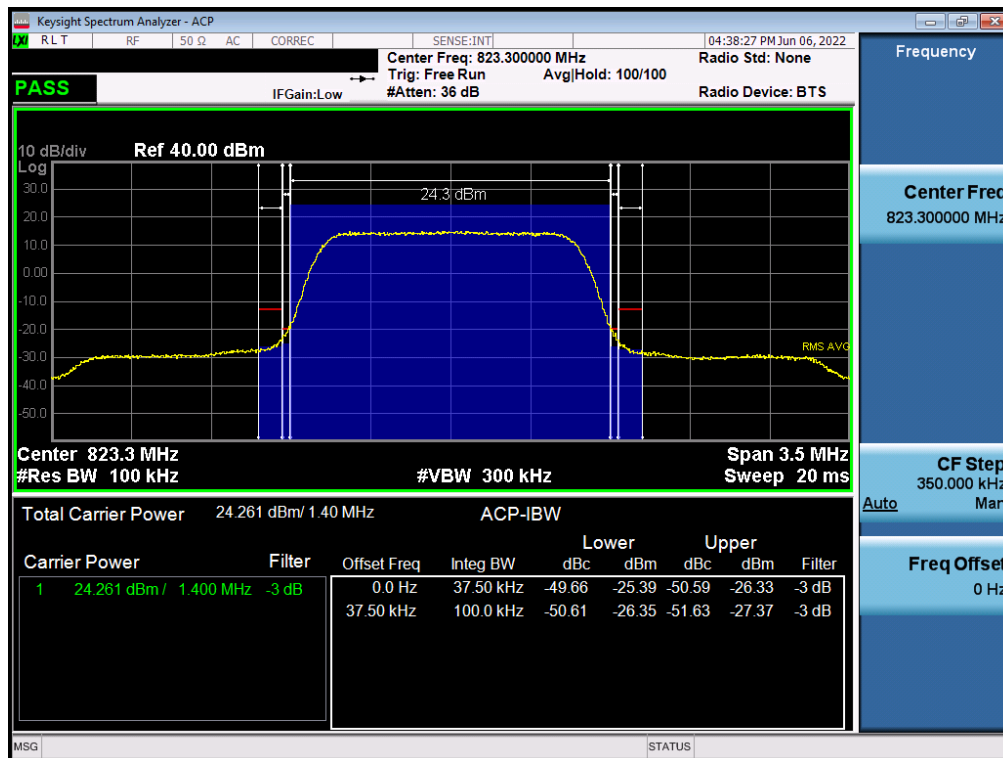 Keysight Spectrum Analyzer - ACP
LXI RLT RF 50 Ω AC CORREC SENSE:INT 04:38:27 PM Jun 06, 2022
Center Freq: 823.300000 MHz Radio Std: None
Trig: Free Run Avg|Hold: 100/100
PASS IFGain:Low #Atten: 36 dB Radio Device: BTS
10 dB/div Ref 40.00 dBm
Log
30.0
24.3 dBm
20.0
10.0
0.00
-10.0
-20.0
RMS AVG
-30.0
-40.0
-50.0
Center 823.3 MHz Span 3.5 MHz
#Res BW 100 kHz #VBW 300 kHz Sweep 20 ms
Total Carrier Power 24.261 dBm/ 1.40 MHz ACP-IBW
Lower Upper
Carrier Power Filter Offset Freq Integ BW dBc dBm dBc dBm Filter
1 24.261 dBm / 1.400 MHz -3 dB 0.0 Hz 37.50 kHz -49.66 -25.39 -50.59 -26.33 -3 dB
37.50 kHz 100.0 kHz -50.61 -26.35 -51.63 -27.37 -3 dB
MSG STATUS
Frequency
Center Freq
823.300000 MHz
CF Step
350.000 kHz
Auto Man
Freq Offset
0 Hz